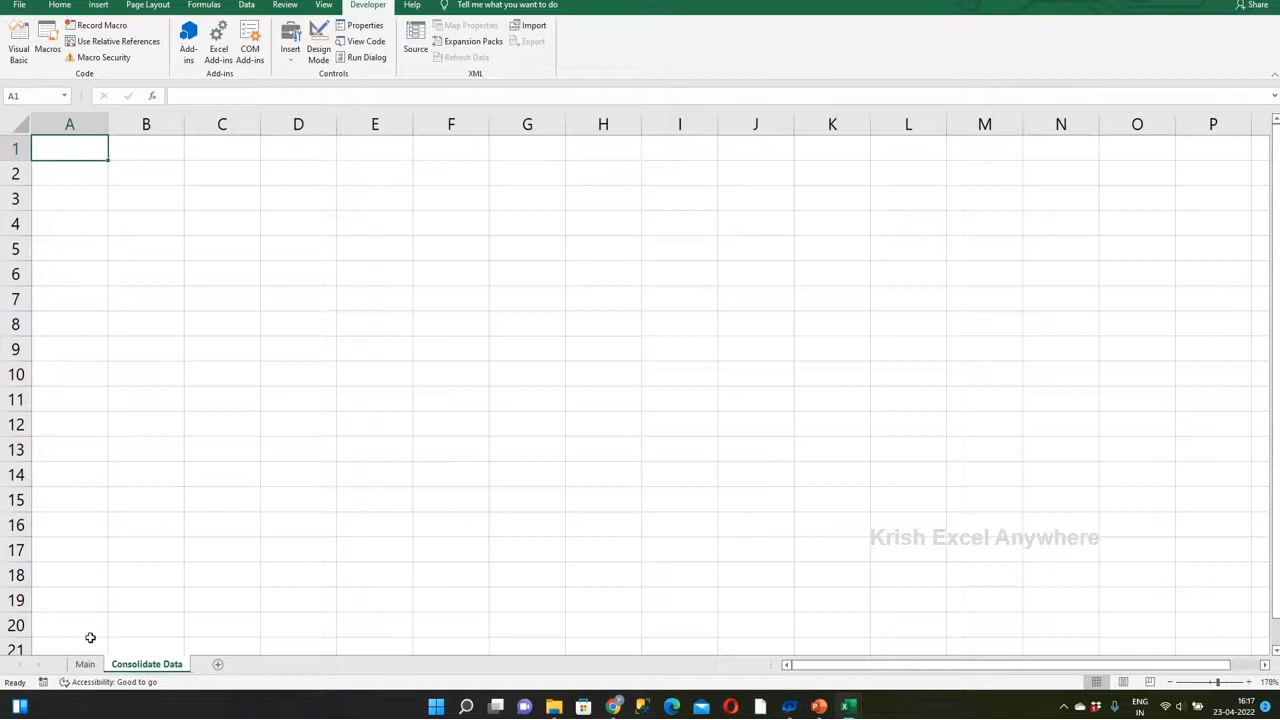 File Home Insert Page Layout Formulas Data Review View Developer Help Tell me what you want to do Share
Visual Basic
Macros
Record Macro
Use Relative References
Macro Security
Code
Add-ins
Excel Add-ins
COM Add-ins
Add-ins
Insert
Design Mode
Properties
View Code
Run Dialog
Controls
Source
Map Properties
Expansion Packs
Refresh Data
Import
Export
XML
A1 fx
A B C D E F G H I J K L M N O P
1
2
3
4
5
6
7
8
9
10
11
12
13
14
15
16
17
18
19
20
21
Krish Excel Anywhere
Main Consolidate Data
Ready Accessibility: Good to go 178%
ENG IN
16:17
23-04-2022